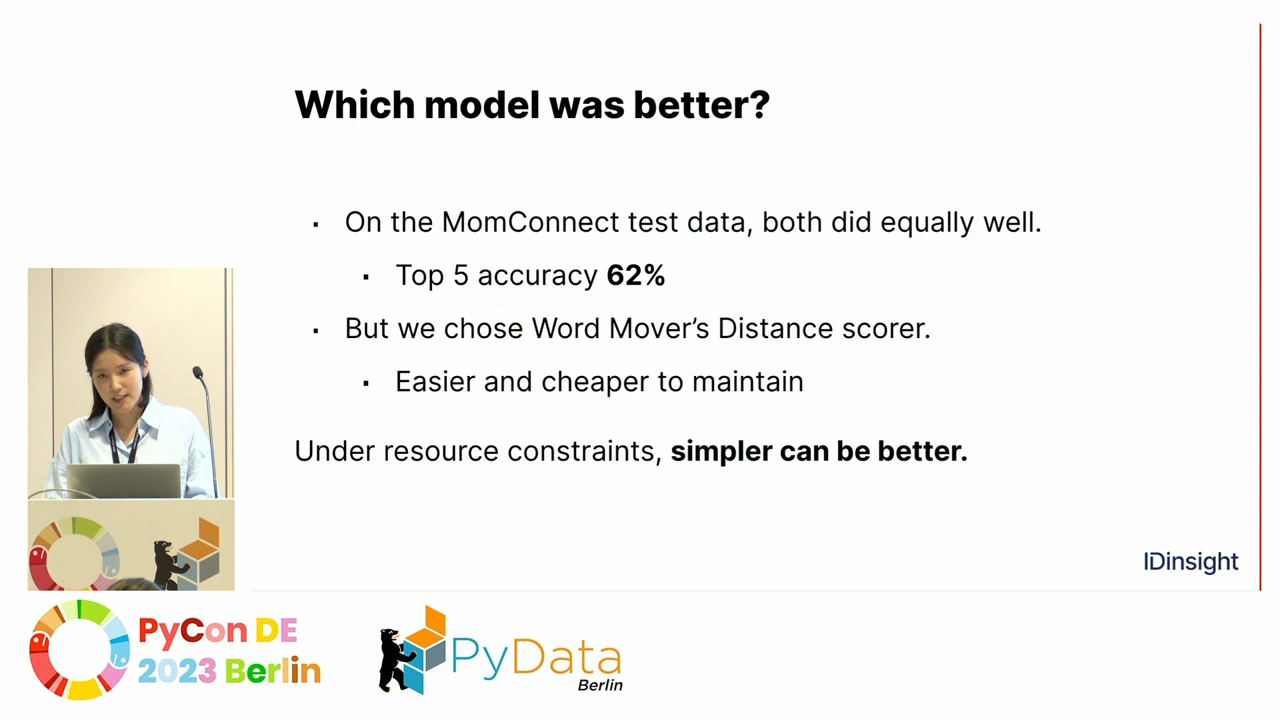 Which model was better?
▪ On the MomConnect test data, both did equally well.
▪ Top 5 accuracy 62%
▪ But we chose Word Mover’s Distance scorer.
▪ Easier and cheaper to maintain
Under resource constraints, simpler can be better.
IDinsight
PyCon DE
2023 Berlin
PyData
Berlin